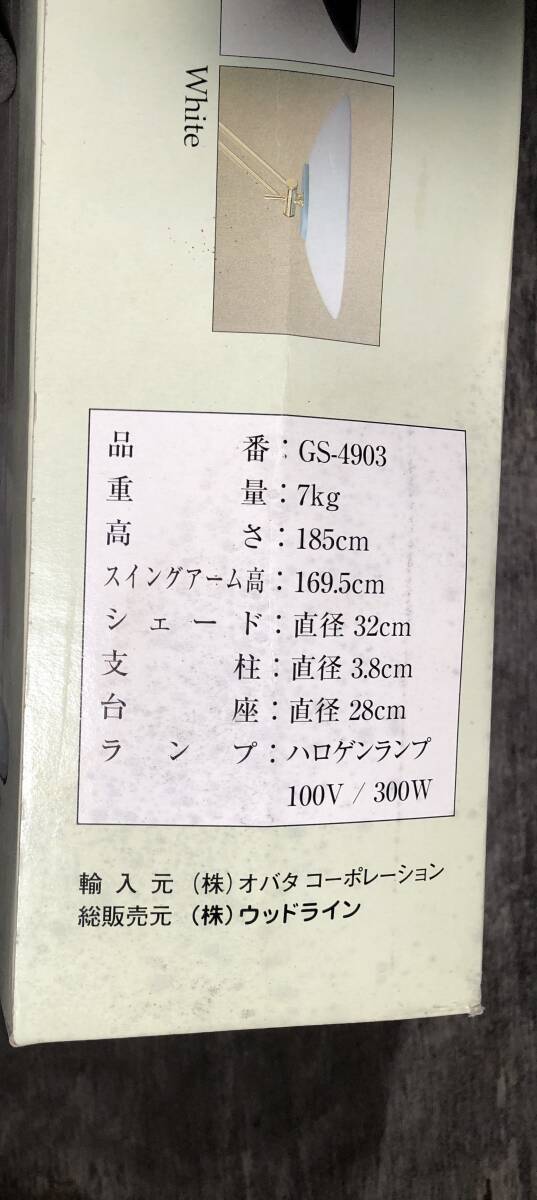 White
品番：GS-4903
重量：7kg
高さ：185cm
スイングアーム高：169.5cm
シェード：直径 32cm
支柱：直径 3.8cm
台座：直径 28cm
ランプ：ハロゲンランプ
100V / 300W
輸入元 （株）オバタ コーポレーション
総販売元 （株）ウッドライン